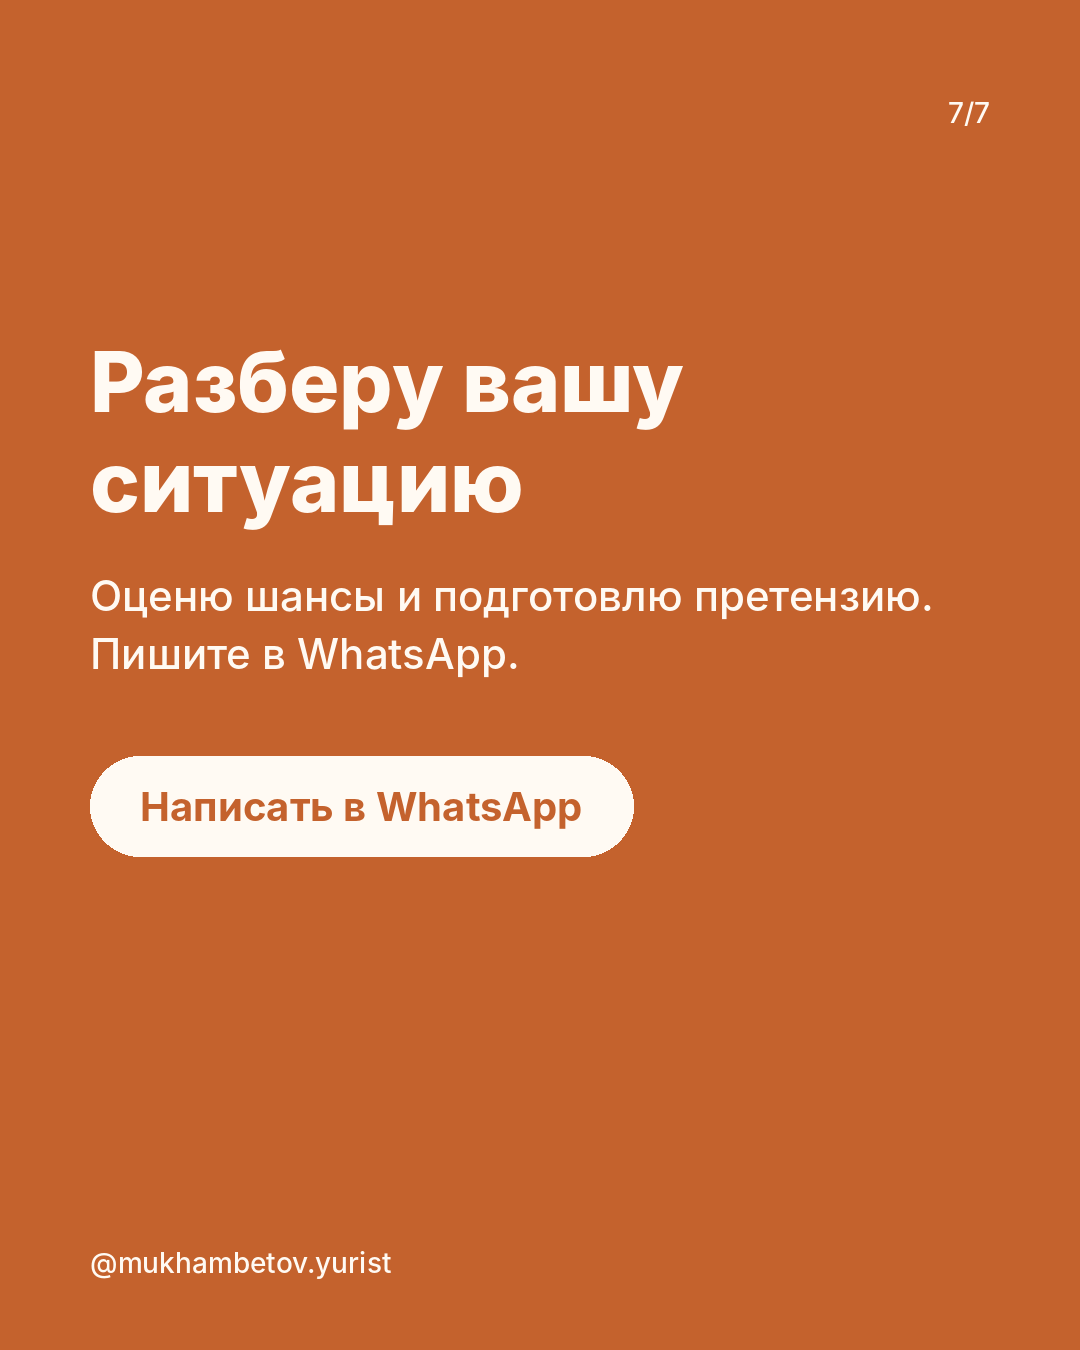 7/7
Разберу вашу
ситуацию
Оценю шансы и подготовлю претензию.
Пишите в WhatsApp.
Написать в WhatsApp
@mukhambetov.yurist